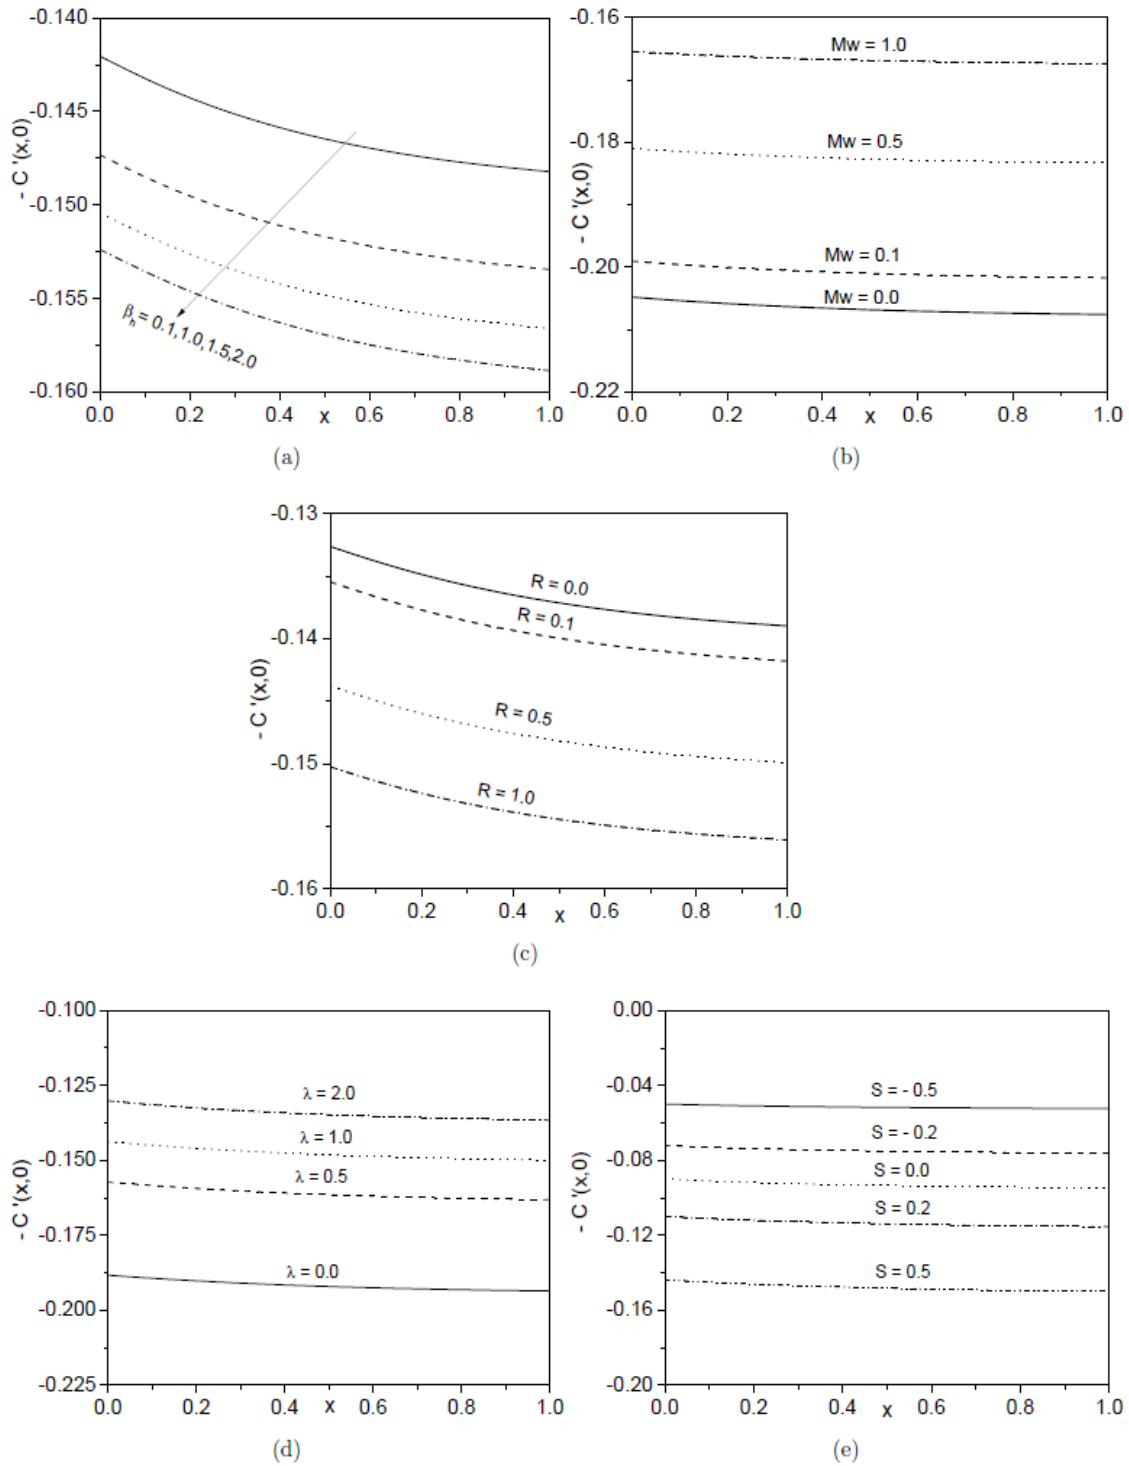 -0.140
-0.145
-0.150
-0.155
-0.160
- C '(x,0)
βₕ = 0.1,1.0,1.5,2.0
0.0 0.2 0.4 0.6 0.8 1.0
x
(a)
-0.16
-0.18
-0.20
-0.22
- C '(x,0)
Mw = 1.0
Mw = 0.5
Mw = 0.1
Mw = 0.0
0.0 0.2 0.4 0.6 0.8 1.0
x
(b)
-0.13
-0.14
-0.15
-0.16
- C '(x,0)
R = 0.0
R = 0.1
R = 0.5
R = 1.0
0.0 0.2 0.4 0.6 0.8 1.0
x
(c)
-0.100
-0.125
-0.150
-0.175
-0.200
-0.225
- C '(x,0)
λ = 2.0
λ = 1.0
λ = 0.5
λ = 0.0
0.0 0.2 0.4 0.6 0.8 1.0
x
(d)
0.00
-0.04
-0.08
-0.12
-0.16
-0.20
- C '(x,0)
S = - 0.5
S = - 0.2
S = 0.0
S = 0.2
S = 0.5
0.0 0.2 0.4 0.6 0.8 1.0
x
(e)